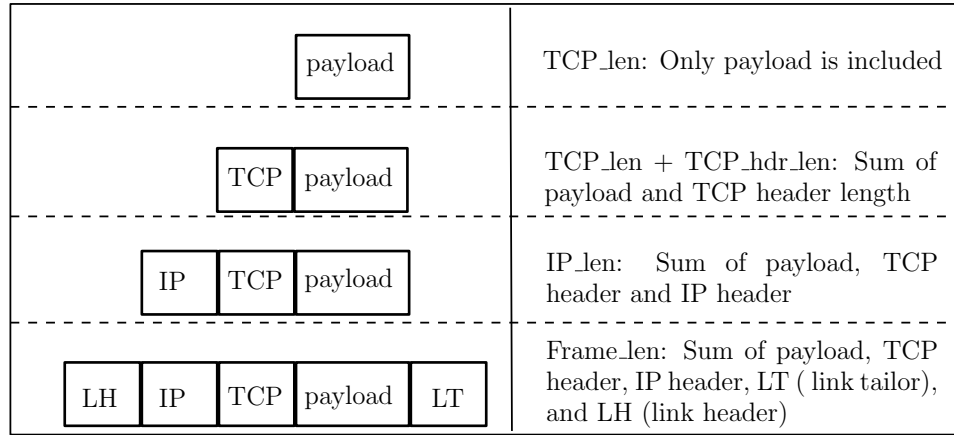 payload
TCP_len: Only payload is included
TCP payload
TCP_len + TCP_hdr_len: Sum of
payload and TCP header length
IP TCP payload
IP_len: Sum of payload, TCP
header and IP header
LH IP TCP payload LT
Frame_len: Sum of payload, TCP
header, IP header, LT ( link tailor),
and LH (link header)